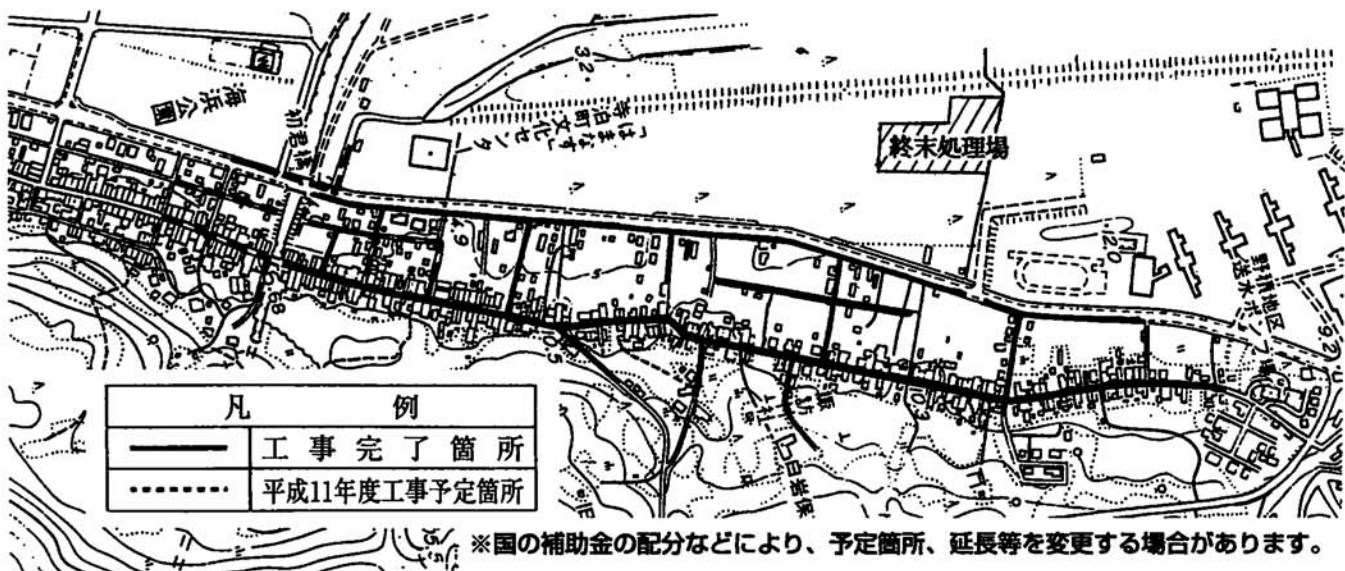 海浜公園
初君橋
32.
寺泊町文化センター
「はまなす」
終末処理場
野積地区
送水ポンプ場
凡例
工事完了箇所
平成11年度工事予定箇所
※国の補助金の配分などにより、予定箇所、延長等を変更する場合があります。